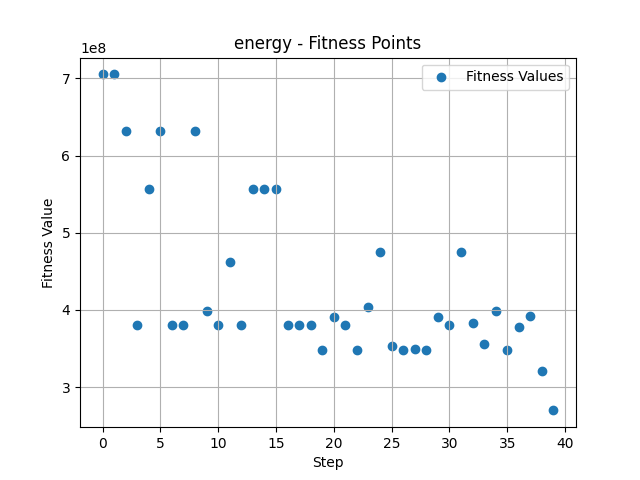 energy - Fitness Points
1e8
Fitness Values
7
6
5
4
3
Fitness Value
0 5 10 15 20 25 30 35 40
Step